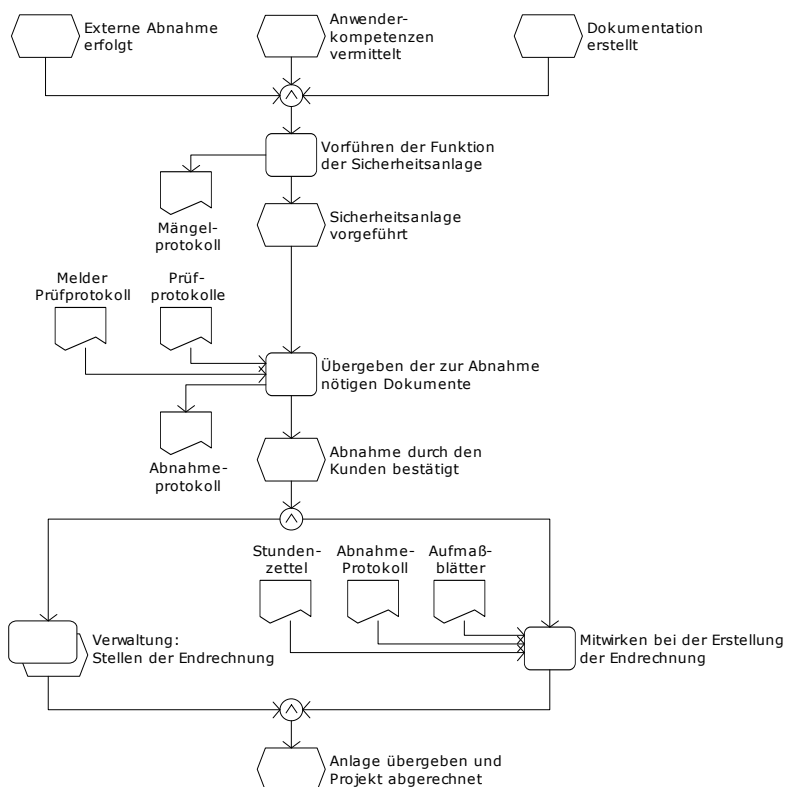 Externe Abnahme
erfolgt
Anwender-
kompetenzen
vermittelt
Dokumentation
erstellt
Vorführen der Funktion
der Sicherheitsanlage
Mängel-
protokoll
Sicherheitsanlage
vorgeführt
Melder
Prüfprotokoll
Prüf-
protokolle
Übergeben der zur Abnahme
nötigen Dokumente
Abnahme-
protokoll
Abnahme durch den
Kunden bestätigt
Stunden-
zettel
Abnahme-
Protokoll
Aufmaß-
blätter
Verwaltung:
Stellen der Endrechnung
Mitwirken bei der Erstellung
der Endrechnung
Anlage übergeben und
Projekt abgerechnet